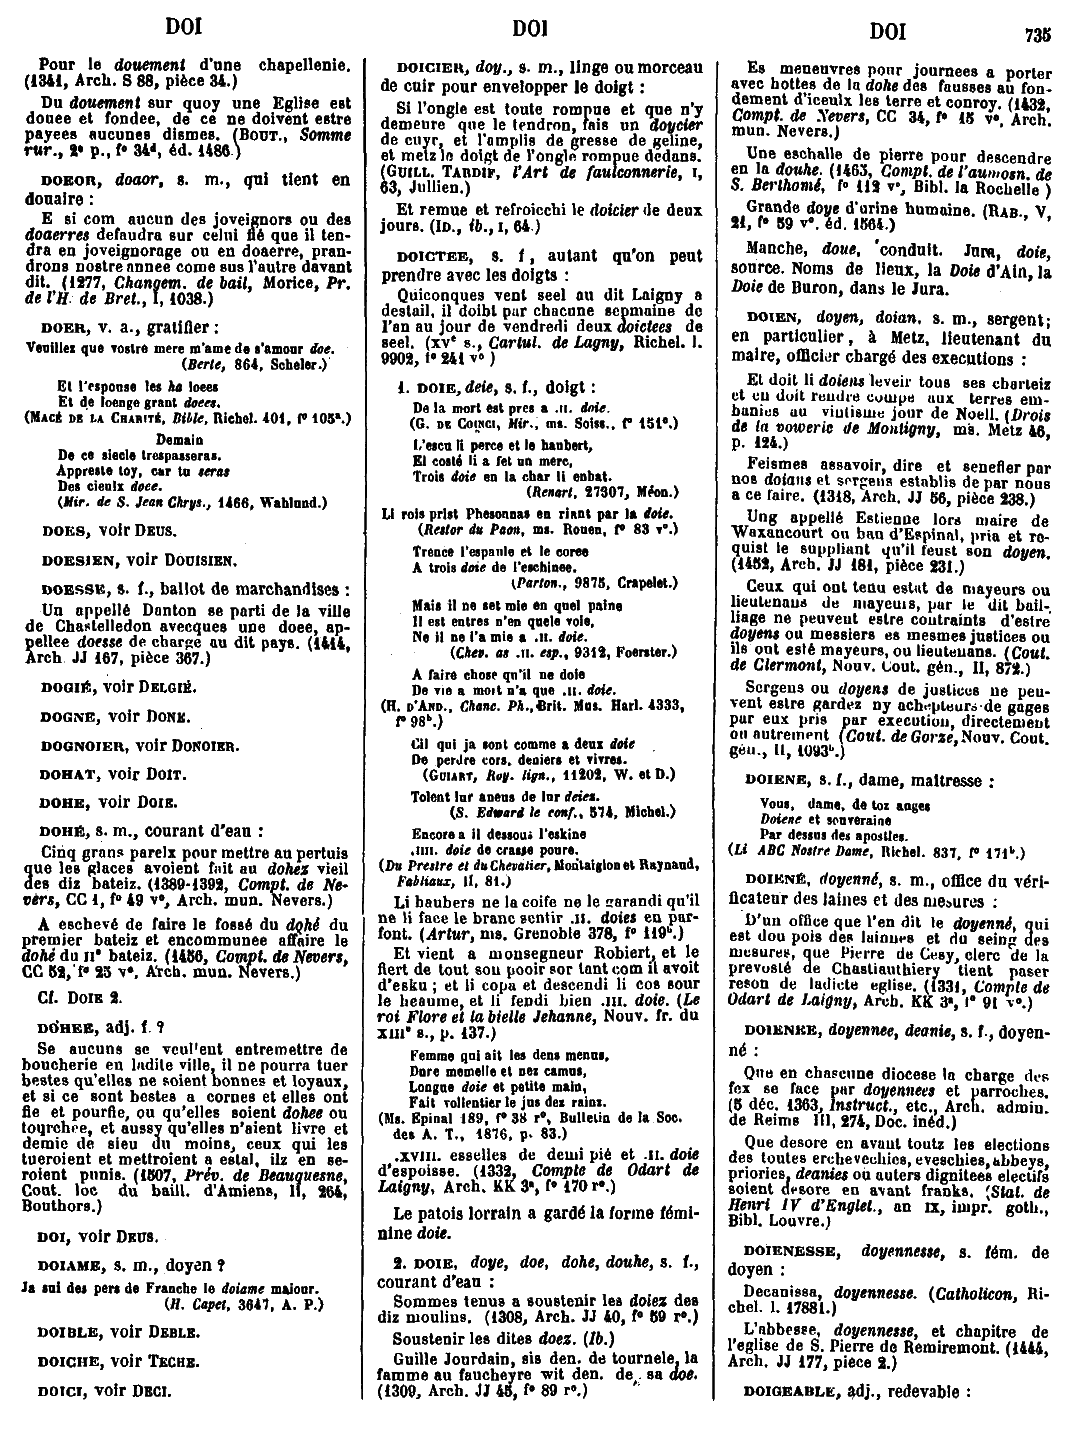 DOI
DOI
DOI
735
Pour le douement d'une chapellenie.
(1341, Arch. S 88, pièce 34.)
Du douement sur quoy une Eglise est
douee et fondee, de ce ne doivent estre
payees aucunes dismes. (BOUT., Somme
rur., 2e p., fo 34d, éd. 1486.)
DOEOR, doaor, s. m., qui tient en
douaire :
E si com aucun des joveignors ou des
doaerres defaudra sur celui fié que il ten-
dra en joveignorage ou en doaerre, pran-
drons nostre annee come sus l'autre davant
dit. (1277, Changem. de bail, Morice, Pr.
de l'H. de Bret., I, 1038.)
DOER, v. a., gratifier :
Veuillez que vostre mere m'ame de s'amour doe.
(Berte, 864, Scheler.)
Et l'espouse les ha loees
Et de loenge grant doees.
(MACÉ DE LA CHARITÉ, Bible, Richel. 401, fo 105a.)
Demain
De ce siecle trespasseras.
Appreste toy, car tu seras
Des cieulx doee.
(Mir. de S. Jean Chrys., 1466, Wahlund.)
DOES, voir DEUS.
DOESIEN, voir DOUISIEN.
DOESSE, s. f., ballot de marchandises :
Un appellé Danton se parti de la ville
de Chastelledon avecques une doee, ap-
pellee doesse de charge au dit pays. (1414,
Arch JJ 167, pièce 367.)
DOGIÉ, voir DELGIÉ.
DOGNE, voir DONE.
DOGNOIER, voir DONOIER.
DOHAT, voir DOIT.
DOHE, voir DOIE.
DOHÉ, s. m., courant d'eau :
Cinq grans pareix pour mettre au pertuis
que les glaces avoient fait au dohez vieil
des diz bateiz. (1389-1392, Compt. de Ne-
vers, CC 1, fo 49 vo, Arch. mun. Nevers.)
A eschevé de faire le fossé du dohé du
premier bateiz et encommunee affaire le
dohé du IIe bateiz. (1456, Compt. de Nevers,
CC 52, fo 25 vo, Arch. mun. Nevers.)
Cf. DOIE 2.
DOHEE, adj. f. ?
Se aucuns se veul'ent entremettre de
boucherie en ladite ville, il ne pourra tuer
bestes qu'elles ne soient bonnes et loyaux,
et si ce sont bestes a cornes et elles ont
fie et pourfie, ou qu'elles soient dohee ou
tourchee, et aussy qu'elles n'aient livre et
demie de sieu du moins, ceux qui les
tueroient et mettroient a estal, ilz en se-
roient punis. (1507, Prév. de Beauquesne,
Cout. loc du baill. d'Amiens, II, 264,
Bouthors.)
DOI, voir DEUS.
DOIAME, s. m., doyen ?
Ja sui des pers de Franche le doiame maiour.
(H. Capet, 3647, A. P.)
DOIBLE, voir DEBLE.
DOICHE, voir TECHE.
DOICI, voir DECI.
DOICIER, doy., s. m., linge ou morceau
de cuir pour envelopper le doigt :
Si l'ongle est toute rompue et que n'y
demeure que le tendron, fais un doycier
de cuyr, et l'amplis de gresse de geline,
et metz le doigt de l'ongle rompue dedans.
(GUILL. TARDIF, l'Art de faulconnerie, I,
63, Jullien.)
Et remue et refroicchi le doicier de deux
jours. (ID., ib., I, 64.)
DOICTEE, s. f, autant qu'on peut
prendre avec les doigts :
Quiconques vent seel au dit Laigny a
destail, il doibt par chacune sepmaine de
l'an au jour de vendredi deux doictees de
seel. (XVe s., Cartul. de Lagny, Richel. l.
9902, fo 241 vo )
1. DOIE, deie, s. f., doigt :
De la mort est pres a .II. doie.
(G. DE COINCI, Mir., ms. Soiss., fo 151e.)
L'escu li perce et le haubert,
El costé li a fet un merc,
Trois doie en la char li enbat.
(Renart, 27307, Méon.)
Li rois prist Phesonnas en riant par la doie.
(Restor du Paon, ms. Rouen, fo 83 vo.)
Trence l'espaule et le coree
A trois doie de l'eschinee.
(Parton., 9875, Crapelet.)
Mais il ne set mie en quel paine
Il est entres n'en quele voie,
Ne il ne l'a mie a .II. doie.
(Chev. as .II. esp., 9312, Foerster.)
A faire chose qu'il ne doie
De vie a mort n'a que .II. doie.
(H. D'AND., Chanc. Ph., Brit. Mus. Harl. 4333,
fo 98b.)
Cil qui ja sont comme a deux doie
De perdre cors, deniers et vivres.
(GUIART, Roy. lign., 11202, W. et D.)
Tolent lur aneus de lur deiez.
(S. Edward le conf., 574, Michel.)
Encore a il dessouz l'eskine
.IIII. doie de crasse poure.
(Du Prestre et du Chevalier, Montaiglon et Raynaud,
Fabliaux, II, 81.)
Li haubers ne la coife ne le garandi qu'il
ne li face le branc sentir .II. doies en par-
font. (Artur, ms. Grenoble 378, fo 119b.)
Et vient a monsegneur Robiert, et le
fiert de tout sou pooir sor tant com il avoit
d'esku ; et li copa et descendi li cos sour
le heaume, et li fendi bien .III. doie. (Le
roi Flore et la bielle Jehanne, Nouv. fr. du
XIIIe s., p. 137.)
Femme qui ait les dens menus,
Dure memelle et nez camus,
Longue doie et petite main,
Fait vollentier le jus des rains.
(Ms. Epinal 189, fo 38 ro, Bulletin de la Soc.
des A. T., 1876, p. 83.)
.XVIII. esselles de demi pié et .II. doie
d'espoisse. (1332, Compte de Odart de
Laigny, Arch. KK 3a, fo 170 ro.)
Le patois lorrain a gardé la forme fémi-
nine doie.
2. DOIE, doye, doe, dohe, douhe, s. f.,
courant d'eau :
Sommes tenus a soustenir les doiez des
diz moulins. (1308, Arch. JJ 40, fo 59 ro.)
Soustenir les dites doez. (Ib.)
Guille Jourdain, sis den. de tournele, la
famme au faucheyre wit den. de sa doe.
(1309, Arch. JJ 45, fo 89 ro.)
Es meneuvres pour journees a porter
avec hottes de la dohe des fausses au fon-
dement d'iceulx les terre et conroy. (1432,
Compt. de Nevers, CC 34, fo 15 vo, Arch.
mun. Nevers.)
Une eschalle de pierre pour descendre
en la douhe. (1463, Compt. de l'aumosn. de
S. Berthomé, fo 112 vo, Bibl. la Rochelle )
Grande doye d'urine humaine. (RAB., V,
21, fo 59 vo. éd. 1564.)
Manche, doue, conduit. Jura, doie,
source. Noms de lieux, la Doie d'Ain, la
Doie de Buron, dans le Jura.
DOIEN, doyen, doian, s. m., sergent;
en particulier, à Metz, lieutenant du
maire, officier chargé des executions :
Et doit li doiens leveir tous ses charteiz
et en doit rendre compe aux terres em-
banies au vintisme jour de Noell. (Drois
de la vowerie de Montigny, ms. Metz 46,
p. 124.)
Feismes assavoir, dire et senefier par
nos doians et sergens establis de par nous
a ce faire. (1318, Arch. JJ 56, pièce 238.)
Ung appellé Estienne lors maire de
Waxancourt ou ban d'Espinal, pria et ro-
quist le suppliant qu'il feust son doyen.
(1452, Arch. JJ 181, pièce 231.)
Ceux qui ont tenu estat de mayeurs ou
lieutenans de mayeurs, par le dit bail-
liage ne peuvent estre contraints d'estre
doyens ou messiers es mesmes justices ou
ils ont esté mayeurs, ou lieutenans. (Cout.
de Clermont, Nouv. Cout. gén., II, 872.)
Sergens ou doyens de justices ne peu-
vent estre gardez ny achepteurs de gages
par eux pris par execution, directement
ou autrement (Cout. de Gorze, Nouv. Cout.
gén., II, 1093b.)
DOIENE, s. f., dame, maîtresse :
Vous, dame, de toz anges
Doiene et souveraine
Par dessus des apostles.
(Li ABC Nostre Dame, Richel. 837, fo 171b.)
DOIENÉ, doyenné, s. m., office du véri-
ficateur des laines et des mesures :
D'un office que l'en dit le doyenné, qui
est dou pois des lainnes et du seing des
mesures, que Pierre de Cesy, clerc de la
prevosté de Chastianthiery tient paser
reson de ladicte eglise. (1331, Compte de
Odart de Laigny, Arch. KK 3a, fo 91 vo.)
DOIENEE, doyennee, deanie, s. f., doyen-
né :
Que en chascune diocese la charge des
fex se face par doyennees et parroches.
(5 déc. 1363, Instruct., etc., Arch. admin.
de Reims III, 274, Doc. inéd.)
Que desore en avaut toutz les elections
des toutes ercheveschies, eveschies, abbeys,
priories, deanies ou auters dignitees electifs
soient desore en avant franks. (Stat. de
Henri IV d'Englet., an IX, impr. goth.,
Bibl. Louvre.)
DOIENESSE, doyennesse, s. fém. de
doyen :
Decanissa, doyennesse. (Catholicon, Ri-
chel. l. 17881.)
L'abbesse, doyennesse, et chapitre de
l'eglise de S. Pierre de Remiremont. (1444,
Arch. JJ 177, piece 2.)
DOIGEABLE, adj., redevable :